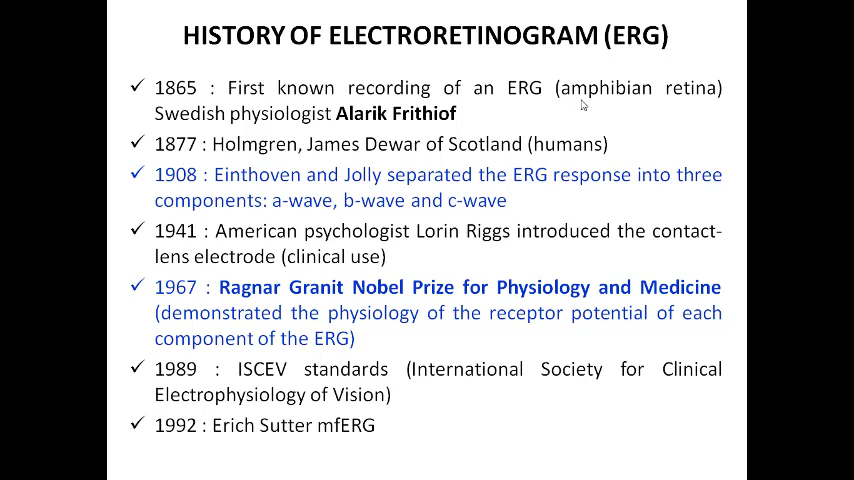 HISTORY OF ELECTRORETINOGRAM (ERG)
✓ 1865 : First known recording of an ERG (amphibian retina)
Swedish physiologist Alarik Frithiof
✓ 1877 : Holmgren, James Dewar of Scotland (humans)
✓ 1908 : Einthoven and Jolly separated the ERG response into three
components: a-wave, b-wave and c-wave
✓ 1941 : American psychologist Lorin Riggs introduced the contact-
lens electrode (clinical use)
✓ 1967 : Ragnar Granit Nobel Prize for Physiology and Medicine
(demonstrated the physiology of the receptor potential of each
component of the ERG)
✓ 1989 : ISCEV standards (International Society for Clinical
Electrophysiology of Vision)
✓ 1992 : Erich Sutter mfERG